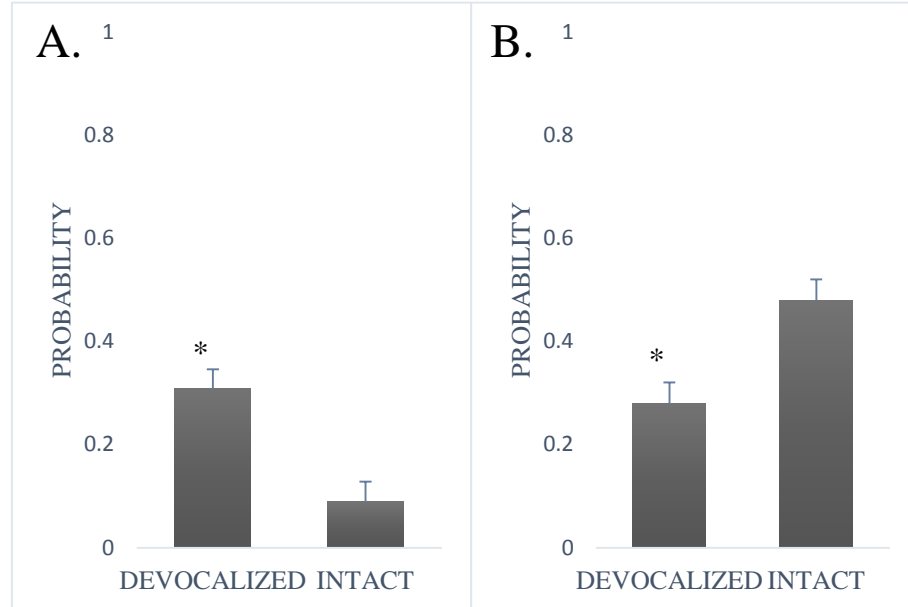 A.
1
0.8
0.6
0.4
0.2
0
PROBABILITY
*
DEVOCALIZED INTACT
B.
1
0.8
0.6
0.4
0.2
0
PROBABILITY
*
DEVOCALIZED INTACT